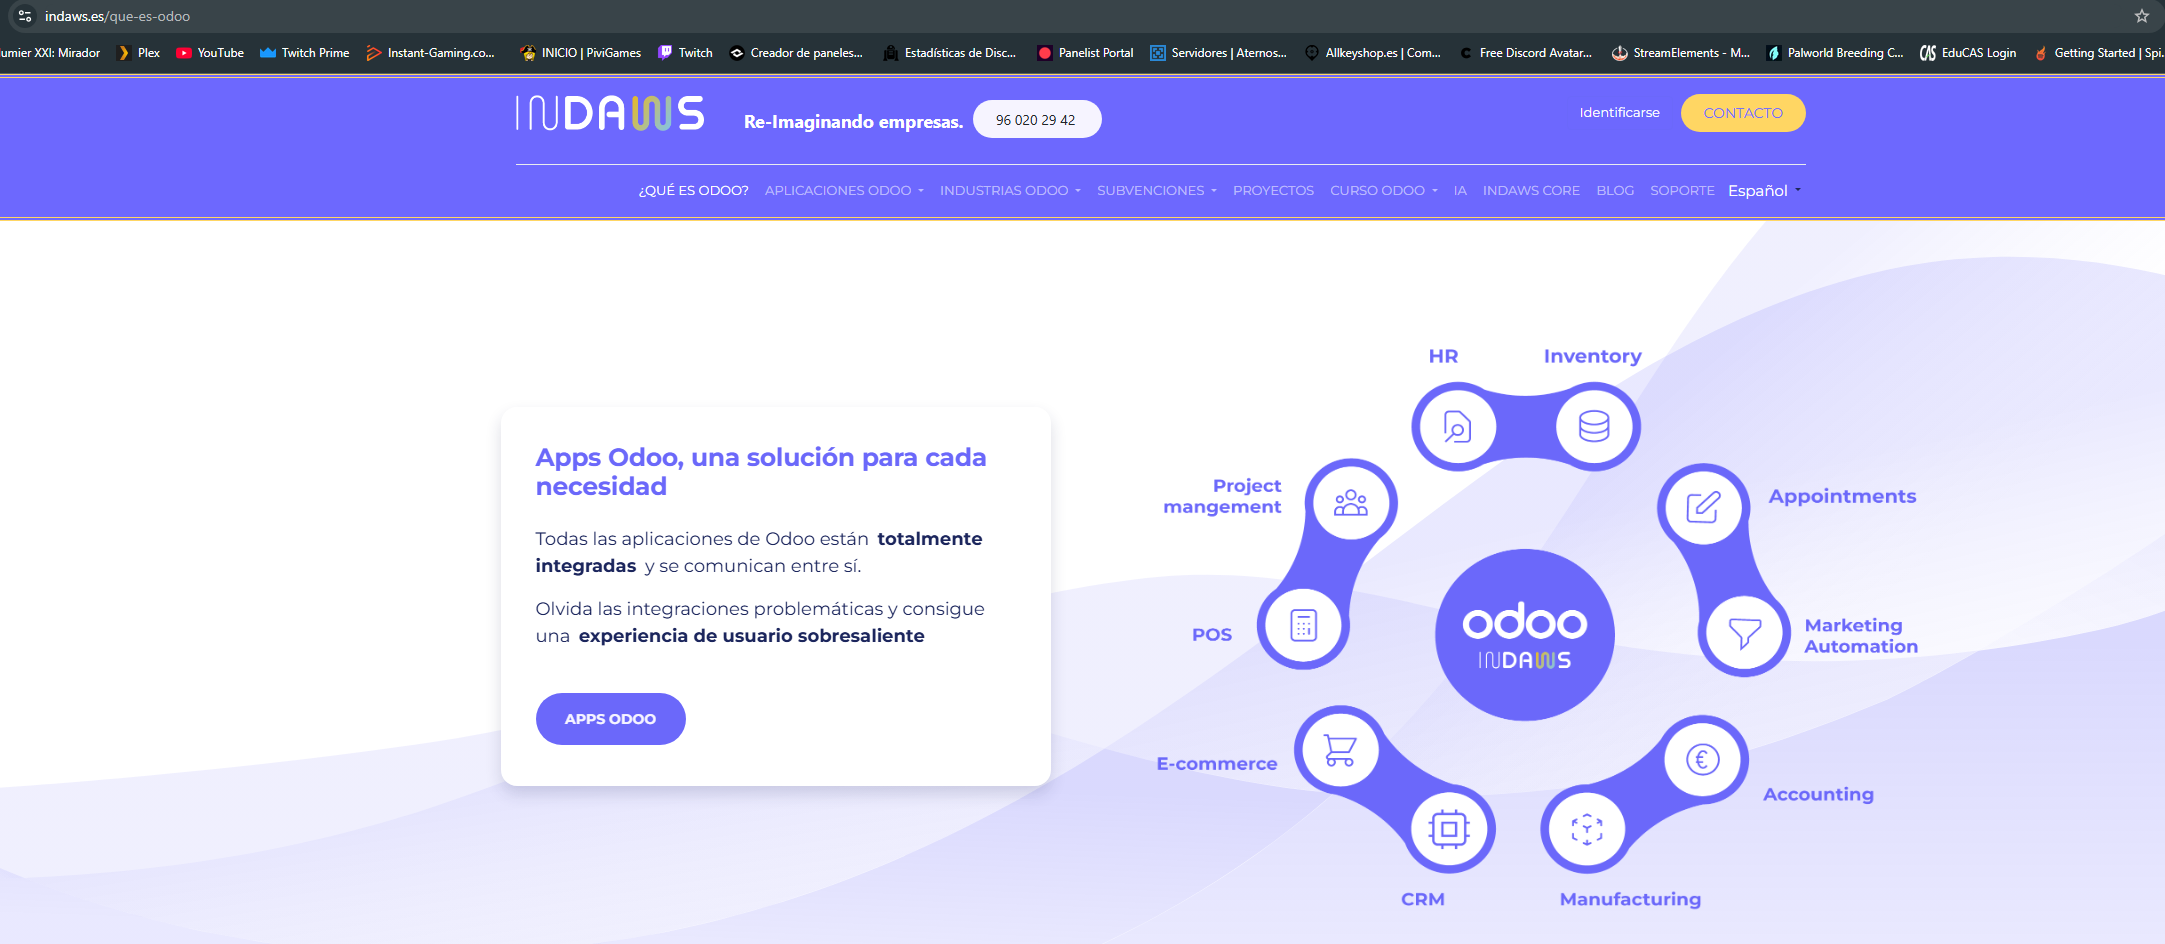 indaws.es/que-es-odoo
umier XXI: Mirador Plex YouTube Twitch Prime Instant-Gaming.co... INICIO | PiviGames Twitch Creador de paneles... Estadísticas de Disc... Panelist Portal Servidores | Aternos... Allkeyshop.es | Com... Free Discord Avatar... StreamElements - M... Palworld Breeding C... EduCAS Login Getting Started | Spi...
INDAWS Re-Imaginando empresas. 96 020 29 42 Identificarse CONTACTO
¿QUÉ ES ODOO? APLICACIONES ODOO INDUSTRIAS ODOO SUBVENCIONES PROYECTOS CURSO ODOO IA INDAWS CORE BLOG SOPORTE Español
Apps Odoo, una solución para cada
necesidad
Todas las aplicaciones de Odoo están totalmente
integradas y se comunican entre sí.
Olvida las integraciones problemáticas y consigue
una experiencia de usuario sobresaliente
APPS ODOO
HR
Inventory
Project
mangement
Appointments
POS
odoo
INDAWS
Marketing
Automation
E-commerce
Accounting
CRM
Manufacturing